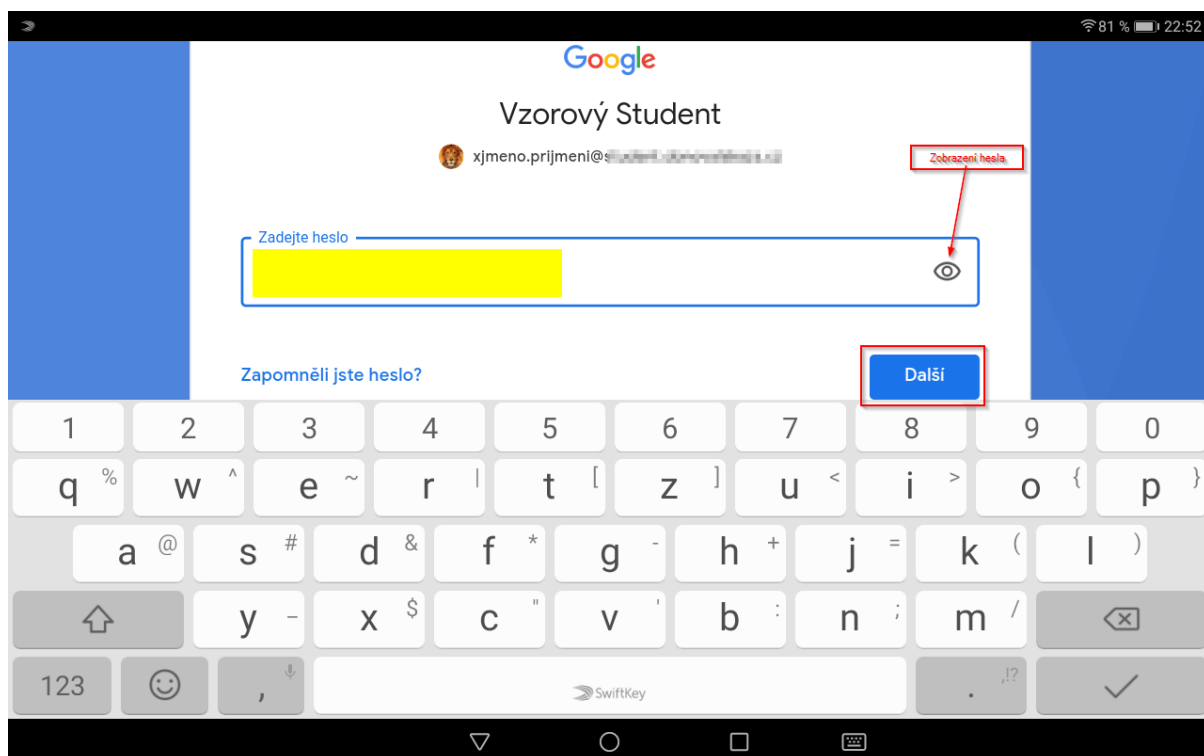 81 % 22:52
Google
Vzorový Student
xjmeno.prijmeni@
Zobrazení hesla
Zadejte heslo
Zapomněli jste heslo?
Další
1 2 3 4 5 6 7 8 9 0
q % w ^ e ~ r | t [ z ] u < i > o { p }
a @ s # d & f * g - h + j = k ( l )
y _ x $ c " v ' b : n ; m /
123 , SwiftKey . ,!?